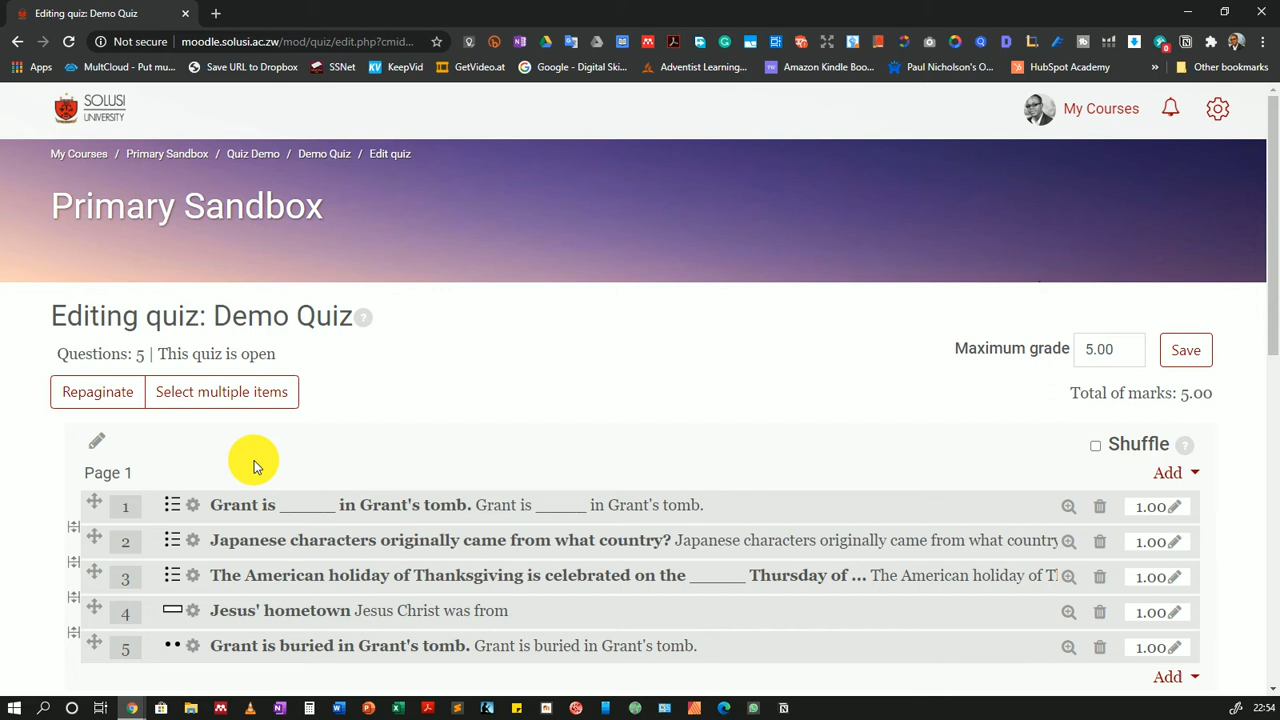 Editing quiz: Demo Quiz
Not secure | moodle.solusi.ac.zw/mod/quiz/edit.php?cmid...
Apps MultCloud - Put mu... Save URL to Dropbox SSNet KeepVid GetVideo.at Google - Digital Ski... Adventist Learning... Amazon Kindle Boo... Paul Nicholson's O... HubSpot Academy » Other bookmarks
SOLUSI
UNIVERSITY
My Courses
My Courses / Primary Sandbox / Quiz Demo / Demo Quiz / Edit quiz
Primary Sandbox
Editing quiz: Demo Quiz ?
Questions: 5 | This quiz is open
Maximum grade 5.00 Save
Repaginate Select multiple items
Total of marks: 5.00
Shuffle ?
Page 1
Add
1 Grant is ______ in Grant's tomb. Grant is ______ in Grant's tomb. 1.00
2 Japanese characters originally came from what country? Japanese characters originally came from what country 1.00
3 The American holiday of Thanksgiving is celebrated on the ______ Thursday of ... The American holiday of T 1.00
4 Jesus' hometown Jesus Christ was from 1.00
5 Grant is buried in Grant's tomb. Grant is buried in Grant's tomb. 1.00
Add
22:54